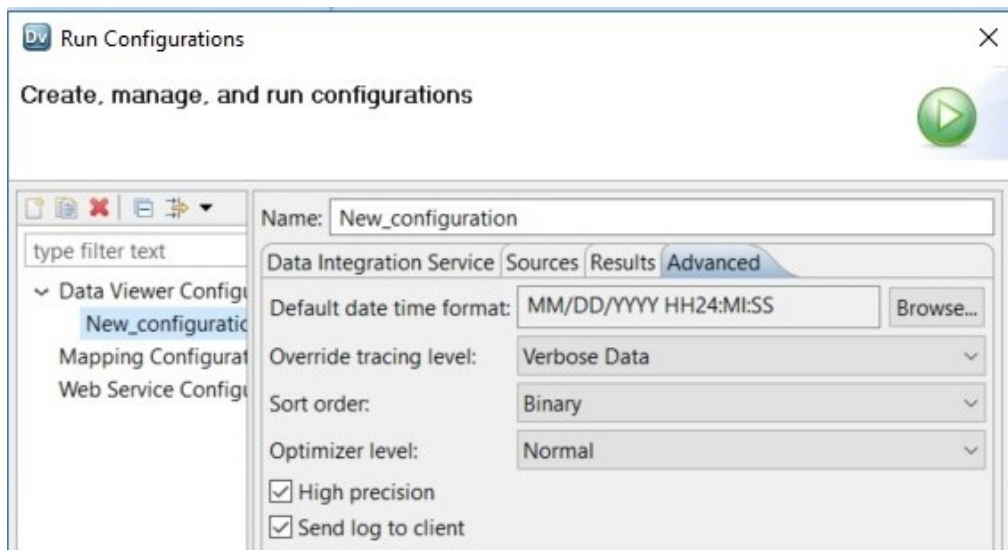 Dv Run Configurations
Create, manage, and run configurations
Name: New_configuration
type filter text
Data Integration Service Sources Results Advanced
Data Viewer Configu
Default date time format: MM/DD/YYYY HH24:MI:SS Browse...
New_configuratic
Override tracing level: Verbose Data
Mapping Configurat
Web Service Configu
Sort order: Binary
Optimizer level: Normal
High precision
Send log to client